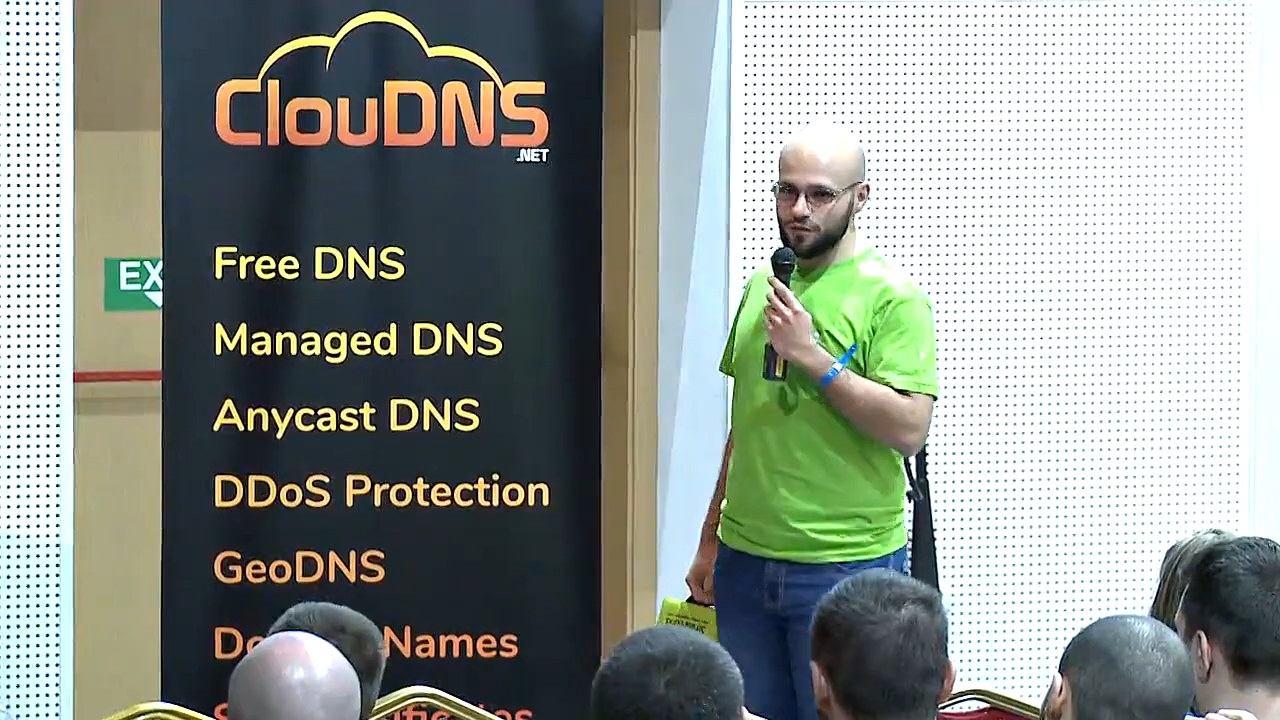 ClouDNS
.NET
EX
Free DNS
Managed DNS
Anycast DNS
DDoS Protection
GeoDNS
Names